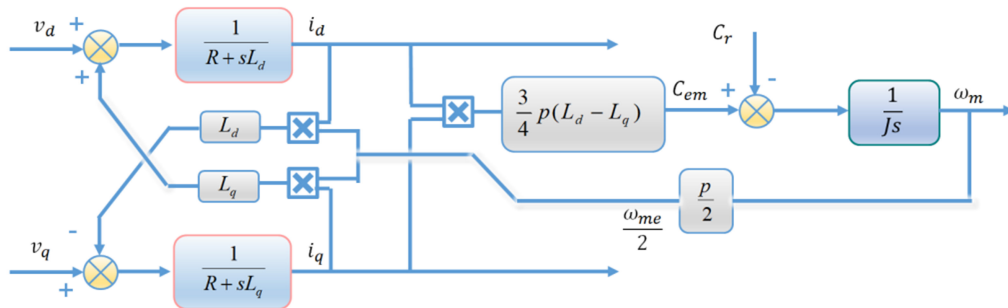 v_d
+
+
1/(R + sL_d)
i_d
C_r
-
L_d
3/4 p(L_d − L_q)
C_em
+
1/(Js)
ω_m
L_q
p/2
ω_me/2
-
v_q
+
1/(R + sL_q)
i_q